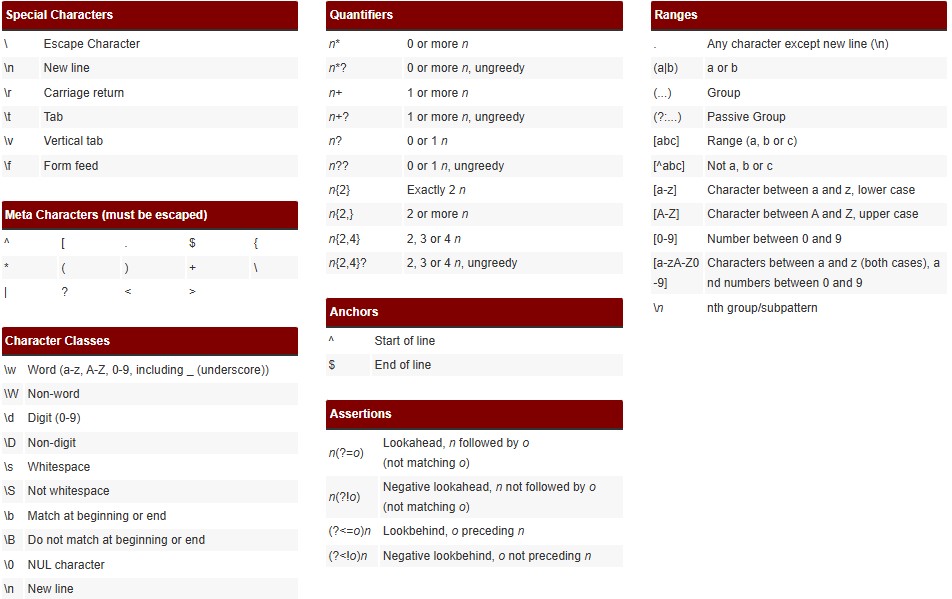 Special Characters
\ Escape Character
\n New line
\r Carriage return
\t Tab
\v Vertical tab
\f Form feed
Meta Characters (must be escaped)
^ [ . $ {
* ( ) + \
| ? < >
Character Classes
\w Word (a-z, A-Z, 0-9, including _ (underscore))
\W Non-word
\d Digit (0-9)
\D Non-digit
\s Whitespace
\S Not whitespace
\b Match at beginning or end
\B Do not match at beginning or end
\0 NUL character
\n New line
Quantifiers
n* 0 or more n
n*? 0 or more n, ungreedy
n+ 1 or more n
n+? 1 or more n, ungreedy
n? 0 or 1 n
n?? 0 or 1 n, ungreedy
n{2} Exactly 2 n
n{2,} 2 or more n
n{2,4} 2, 3 or 4 n
n{2,4}? 2, 3 or 4 n, ungreedy
Anchors
^ Start of line
$ End of line
Assertions
n(?=o) Lookahead, n followed by o
(not matching o)
n(?!o) Negative lookahead, n not followed by o
(not matching o)
(?<=o)n Lookbehind, o preceding n
(?<!o)n Negative lookbehind, o not preceding n
Ranges
. Any character except new line (\n)
(a|b) a or b
(...) Group
(?:...) Passive Group
[abc] Range (a, b or c)
[^abc] Not a, b or c
[a-z] Character between a and z, lower case
[A-Z] Character between A and Z, upper case
[0-9] Number between 0 and 9
[a-zA-Z0 Characters between a and z (both cases), a
-9] nd numbers between 0 and 9
\n nth group/subpattern